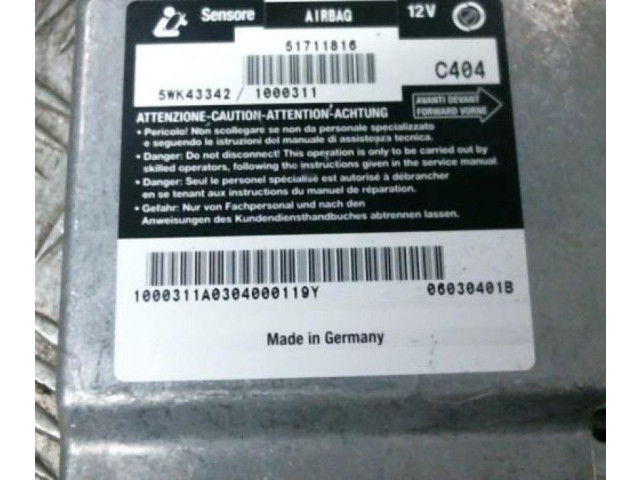 Sensore AIRBAG 12V
51711816
5WK43342 / 1000311
C404
ATTENZIONE-CAUTION-ATTENTION-ACHTUNG
AVANTI DEVANT
FORWARD VORNE
• Pericolo! Non scollegare se non da personale specializzato
e seguendo le istruzioni del manuale di assistenza tecnica.
• Danger: Do not disconnect! This operation is only to be carried out by
skilled operators, following the instructions given in the service manual
• Danger: Seul le personel spécialisé est autorisé à débrancher
en se tenant aux instructions du manuel de réparation.
• Gefahr: Nur von Fachpersonal und nach den
Anweisungen des Kundendiensthandbuches abtrennen lassen.
1000311A0304000119Y
06030401B
Made in Germany